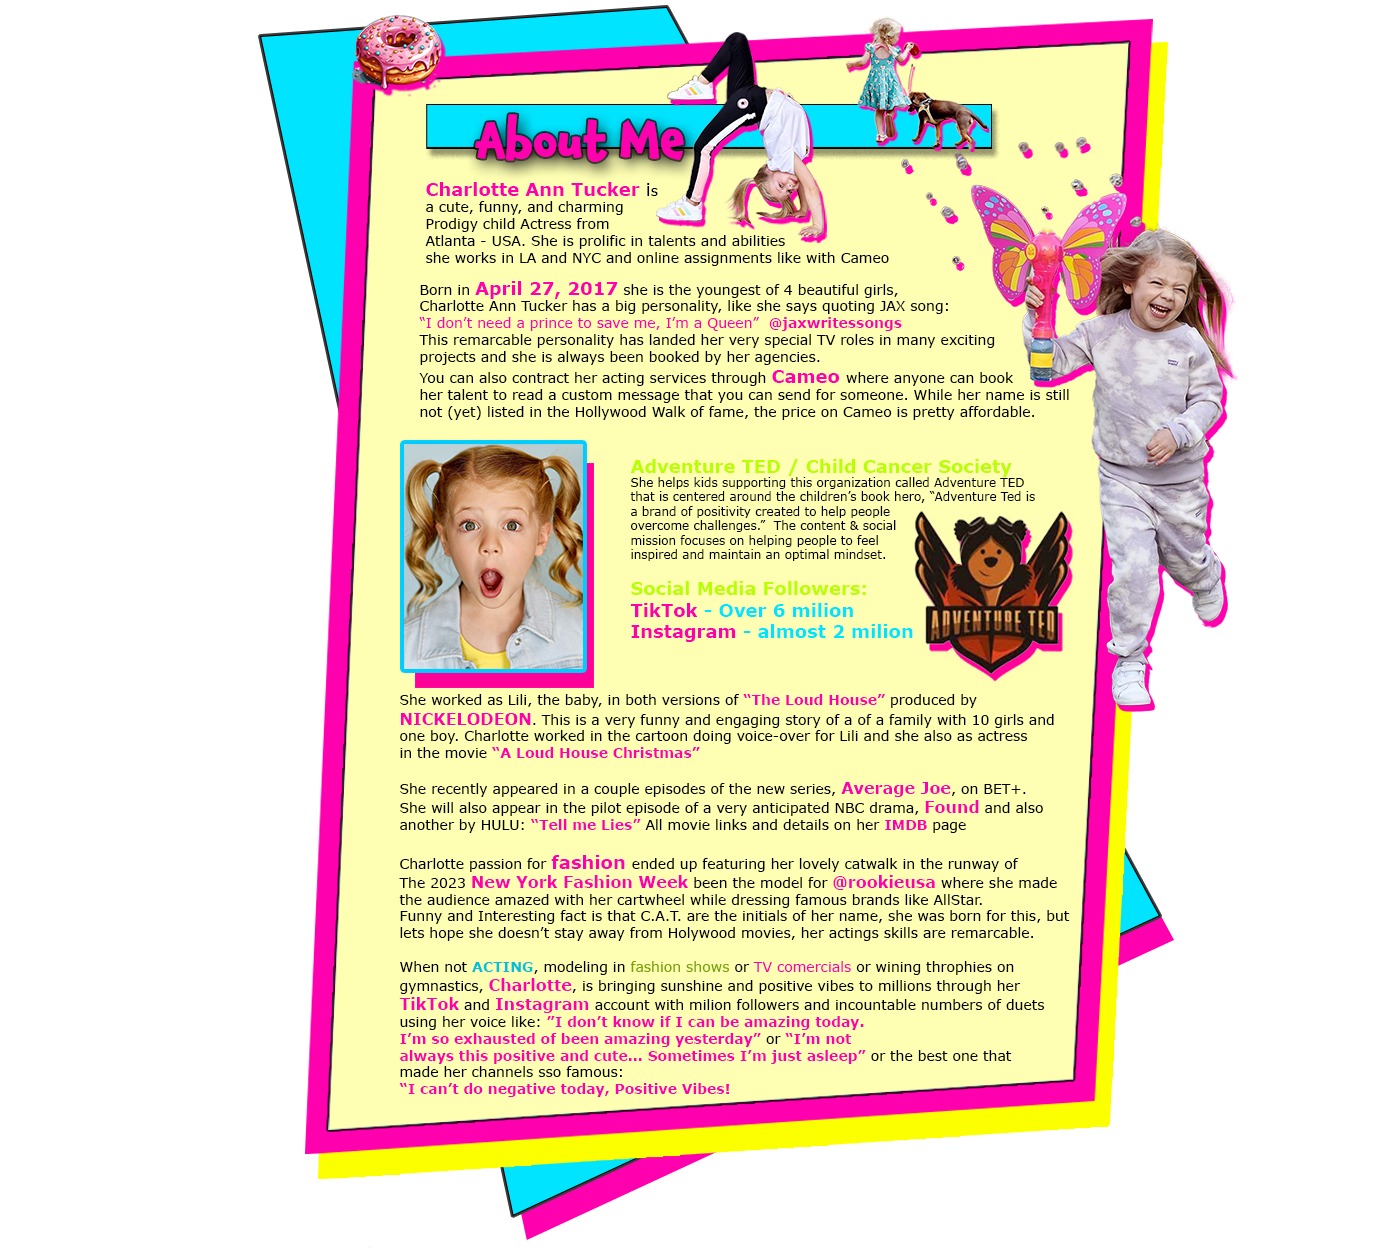 About Me
Charlotte Ann Tucker is
a cute, funny, and charming
Prodigy child Actress from
Atlanta - USA. She is prolific in talents and abilities
she works in LA and NYC and online assignments like with Cameo
Born in April 27, 2017 she is the youngest of 4 beautiful girls,
Charlotte Ann Tucker has a big personality, like she says quoting JAX song:
“I don’t need a prince to save me, I’m a Queen” @jaxwritessongs
This remarcable personality has landed her very special TV roles in many exciting
projects and she is always been booked by her agencies.
You can also contract her acting services through Cameo where anyone can book
her talent to read a custom message that you can send for someone. While her name is still
not (yet) listed in the Hollywood Walk of fame, the price on Cameo is pretty affordable.
Adventure TED / Child Cancer Society
She helps kids supporting this organization called Adventure TED
that is centered around the children’s book hero, “Adventure Ted is
a brand of positivity created to help people
overcome challenges.” The content & social
mission focuses on helping people to feel
inspired and maintain an optimal mindset.
ADVENTURE TED
Social Media Followers:
TikTok - Over 6 milion
Instagram - almost 2 milion
She worked as Lili, the baby, in both versions of “The Loud House” produced by
NICKELODEON. This is a very funny and engaging story of a of a family with 10 girls and
one boy. Charlotte worked in the cartoon doing voice-over for Lili and she also as actress
in the movie “A Loud House Christmas”
She recently appeared in a couple episodes of the new series, Average Joe, on BET+.
She will also appear in the pilot episode of a very anticipated NBC drama, Found and also
another by HULU: “Tell me Lies” All movie links and details on her IMDB page
Charlotte passion for fashion ended up featuring her lovely catwalk in the runway of
The 2023 New York Fashion Week been the model for @rookieusa where she made
the audience amazed with her cartwheel while dressing famous brands like AllStar.
Funny and Interesting fact is that C.A.T. are the initials of her name, she was born for this, but
lets hope she doesn’t stay away from Holywood movies, her actings skills are remarcable.
When not ACTING, modeling in fashion shows or TV comercials or wining throphies on
gymnastics, Charlotte, is bringing sunshine and positive vibes to millions through her
TikTok and Instagram account with milion followers and incountable numbers of duets
using her voice like: ”I don’t know if I can be amazing today.
I’m so exhausted of been amazing yesterday” or “I’m not
always this positive and cute... Sometimes I’m just asleep” or the best one that
made her channels sso famous:
“I can’t do negative today, Positive Vibes!